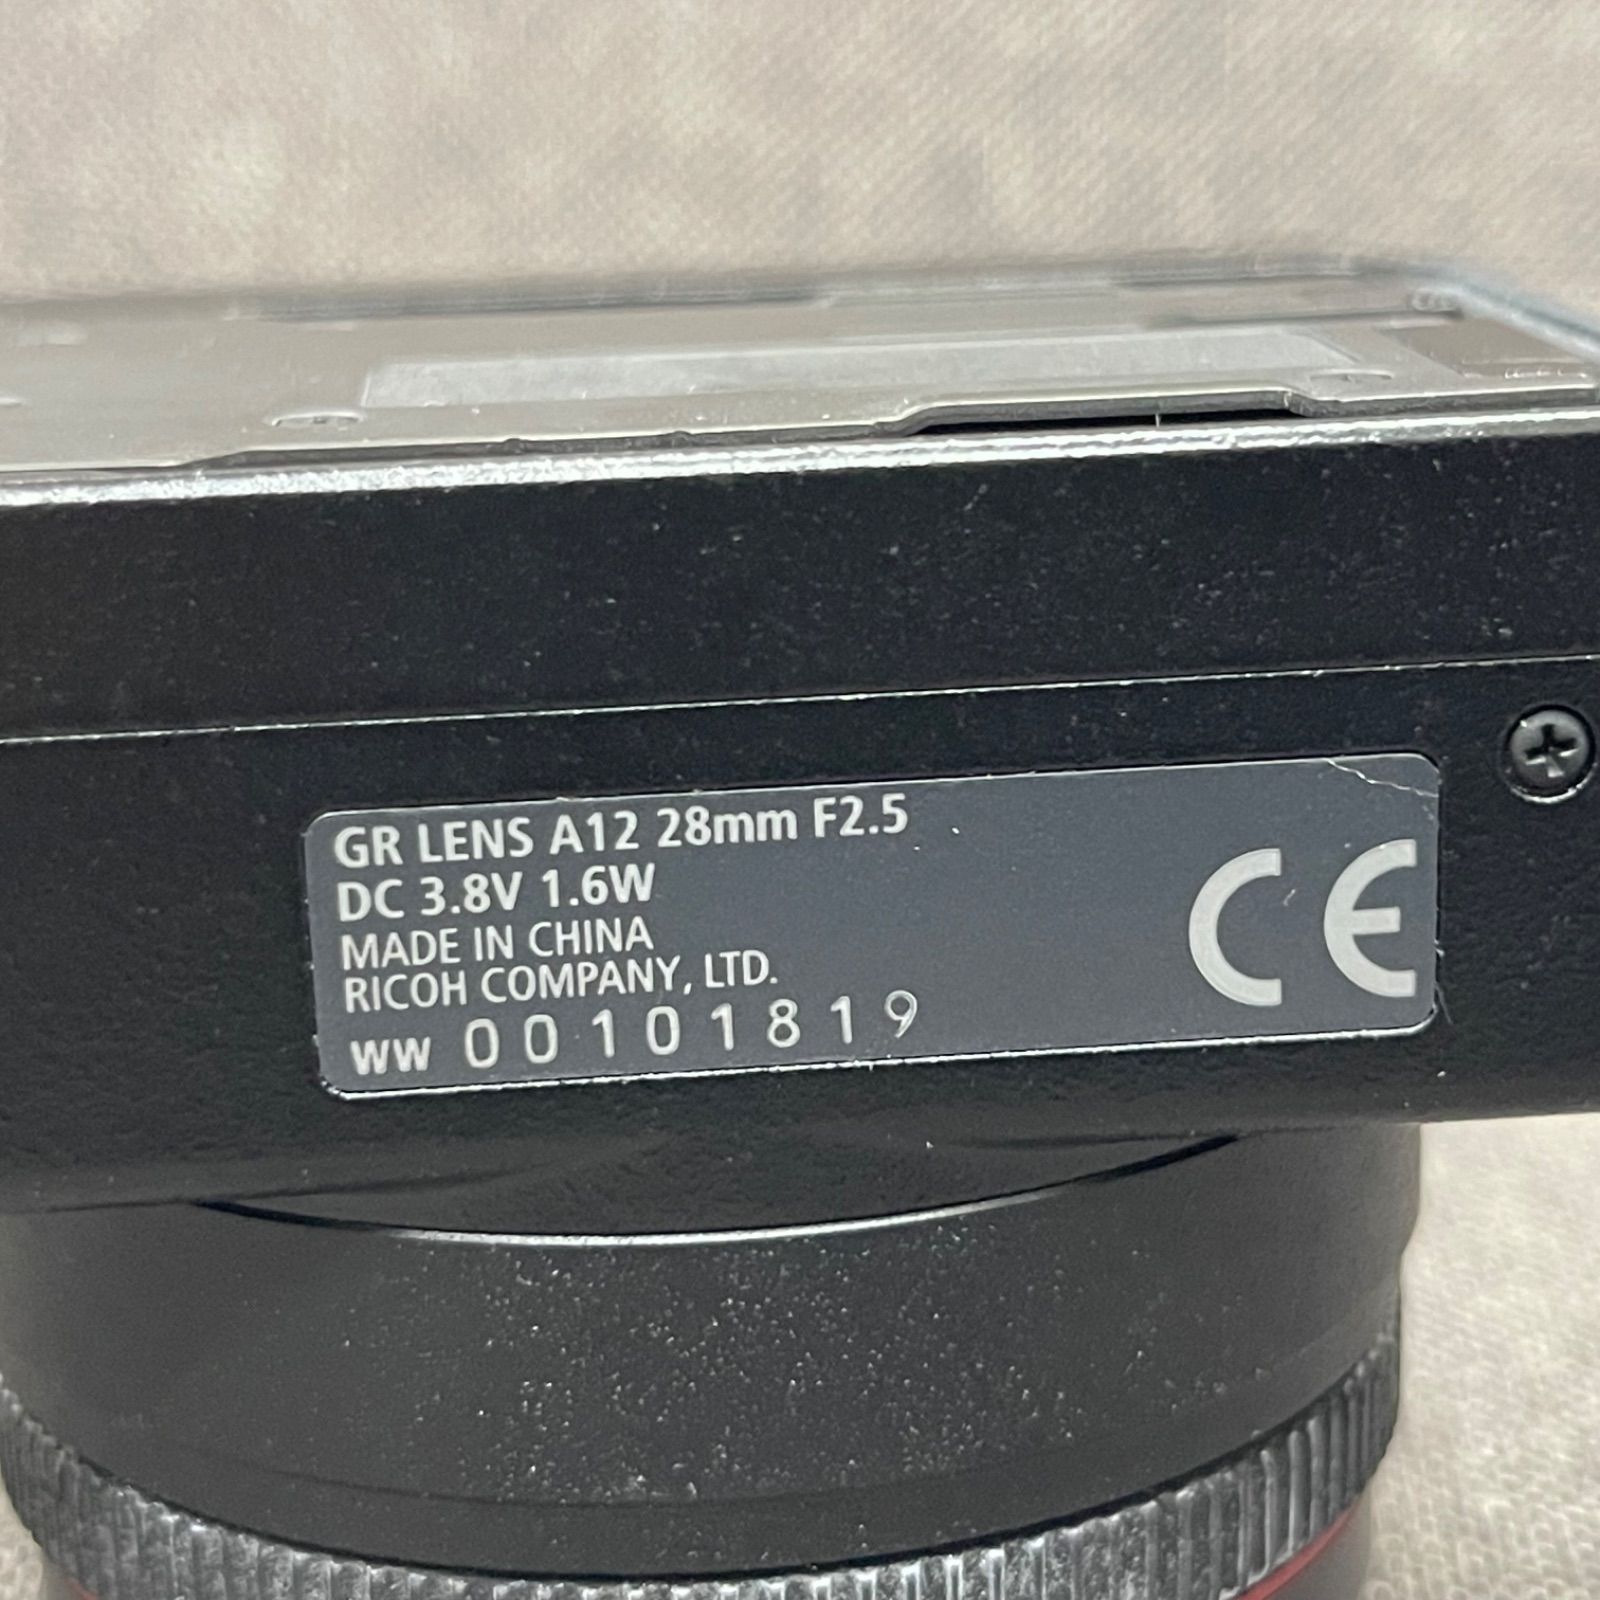 GR LENS A12 28mm F2.5
DC 3.8V 1.6W
MADE IN CHINA
RICOH COMPANY, LTD.
WW 00101819
CE